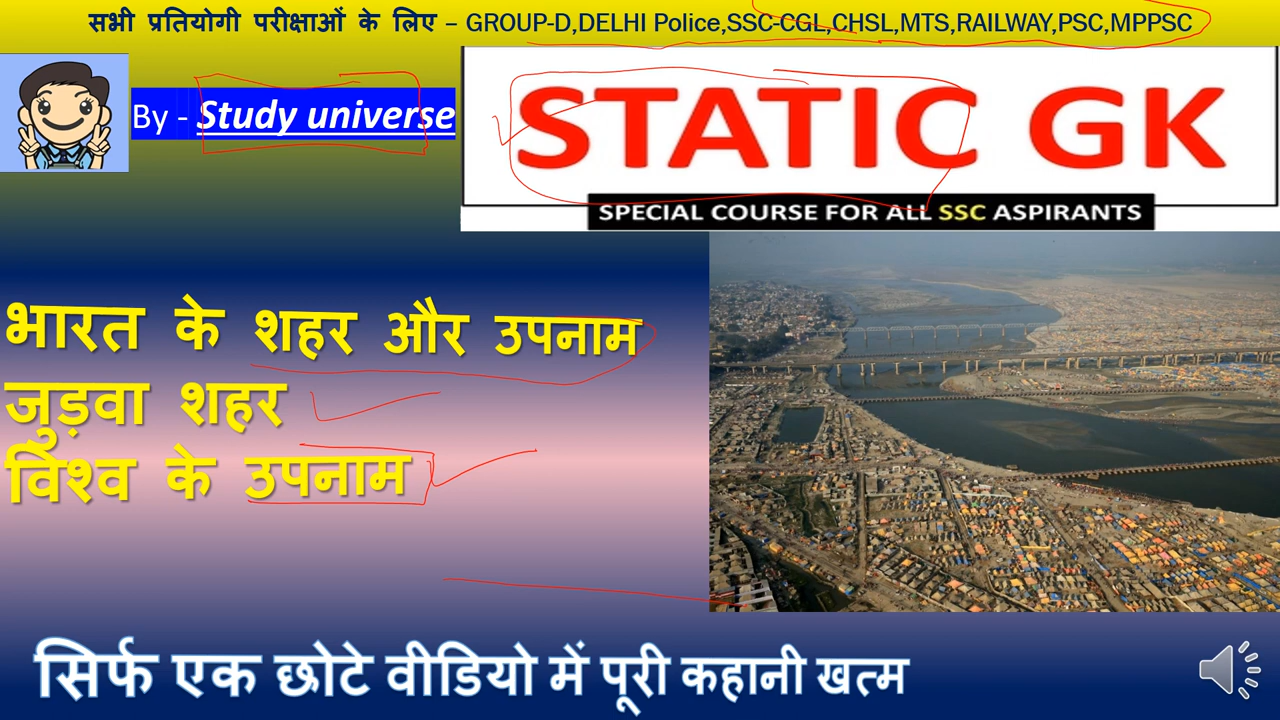 सभी प्रतियोगी परीक्षाओं के लिए – GROUP-D,DELHI Police,SSC-CGL,CHSL,MTS,RAILWAY,PSC,MPPSC
By - Study universe
STATIC GK
SPECIAL COURSE FOR ALL SSC ASPIRANTS
भारत के शहर और उपनाम
जुड़वा शहर
विश्व के उपनाम
सिर्फ एक छोटे वीडियो में पूरी कहानी खत्म